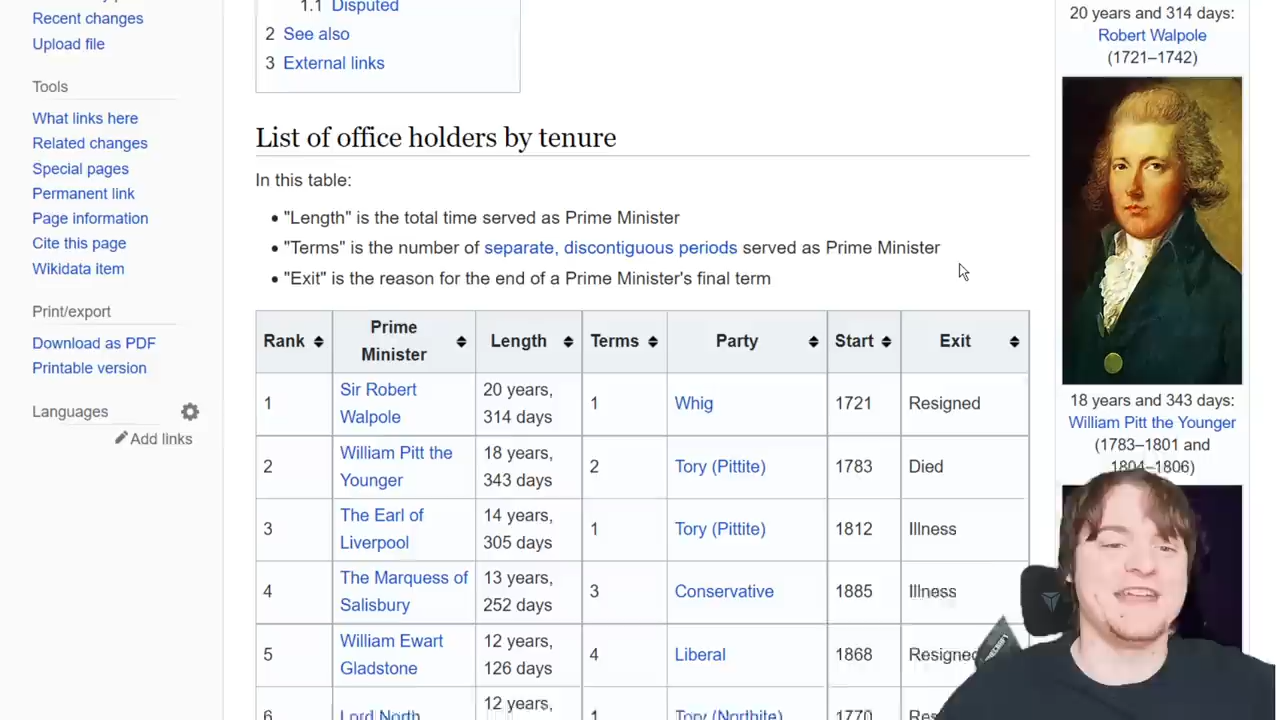 Recent changes
Upload file
Tools
What links here
Related changes
Special pages
Permanent link
Page information
Cite this page
Wikidata item
Print/export
Download as PDF
Printable version
Languages
Add links
1.1 Disputed
2 See also
3 External links
List of office holders by tenure
In this table:
• "Length" is the total time served as Prime Minister
• "Terms" is the number of separate, discontiguous periods served as Prime Minister
• "Exit" is the reason for the end of a Prime Minister's final term
Rank Prime Minister Length Terms Party Start Exit
1 Sir Robert Walpole 20 years, 314 days 1 Whig 1721 Resigned
2 William Pitt the Younger 18 years, 343 days 2 Tory (Pittite) 1783 Died
3 The Earl of Liverpool 14 years, 305 days 1 Tory (Pittite) 1812 Illness
4 The Marquess of Salisbury 13 years, 252 days 3 Conservative 1885 Illness
5 William Ewart Gladstone 12 years, 126 days 4 Liberal 1868 Resigned
6 Lord North 12 years, 1 Tory (Northite) 1770
20 years and 314 days:
Robert Walpole
(1721–1742)
18 years and 343 days:
William Pitt the Younger
(1783–1801 and
1804–1806)